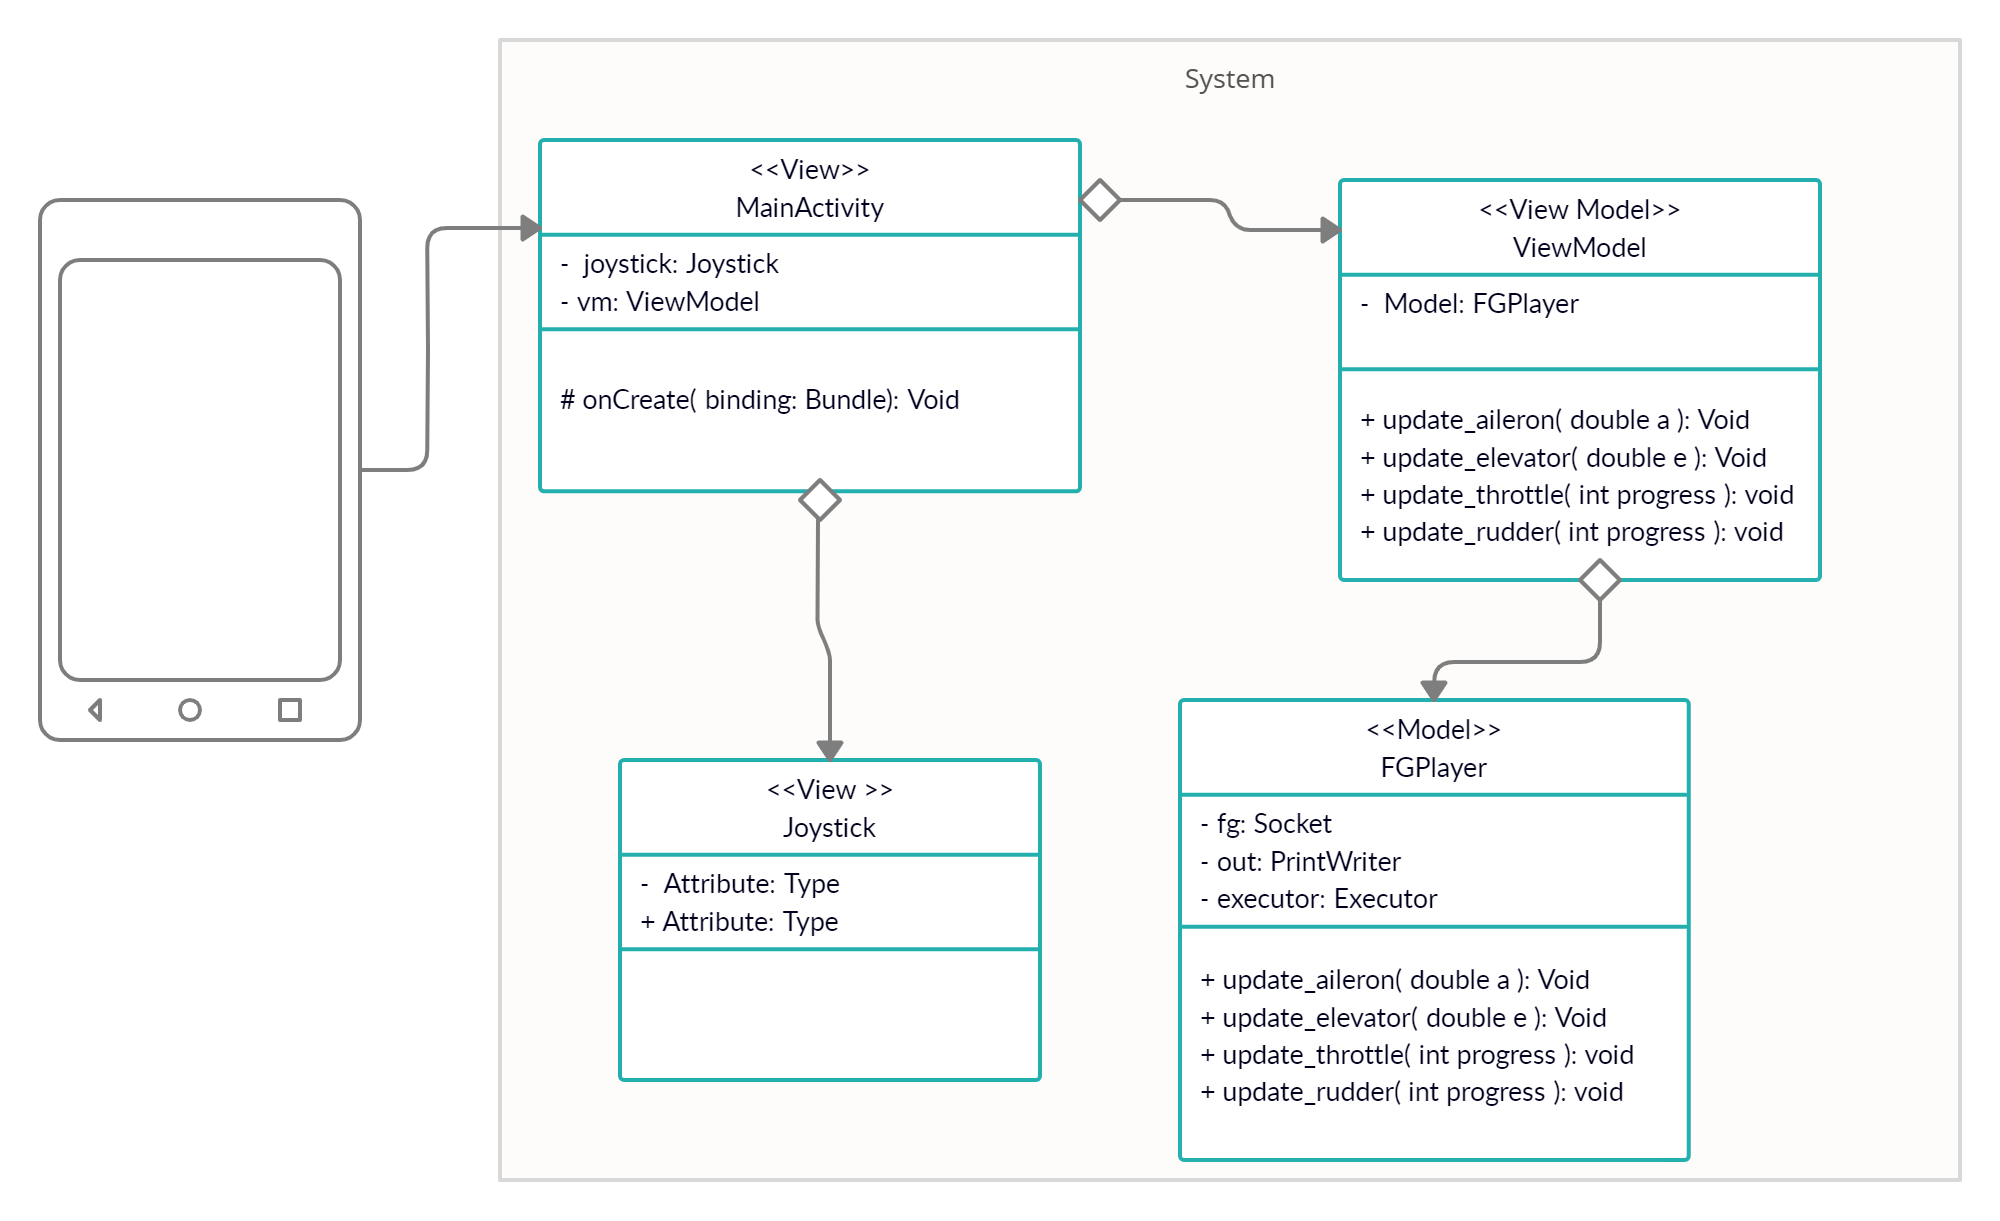 System
<<View>>
MainActivity
- joystick: Joystick
- vm: ViewModel
# onCreate( binding: Bundle): Void
<<View Model>>
ViewModel
- Model: FGPlayer
+ update_aileron( double a ): Void
+ update_elevator( double e ): Void
+ update_throttle( int progress ): void
+ update_rudder( int progress ): void
<<View >>
Joystick
- Attribute: Type
+ Attribute: Type
<<Model>>
FGPlayer
- fg: Socket
- out: PrintWriter
- executor: Executor
+ update_aileron( double a ): Void
+ update_elevator( double e ): Void
+ update_throttle( int progress ): void
+ update_rudder( int progress ): void